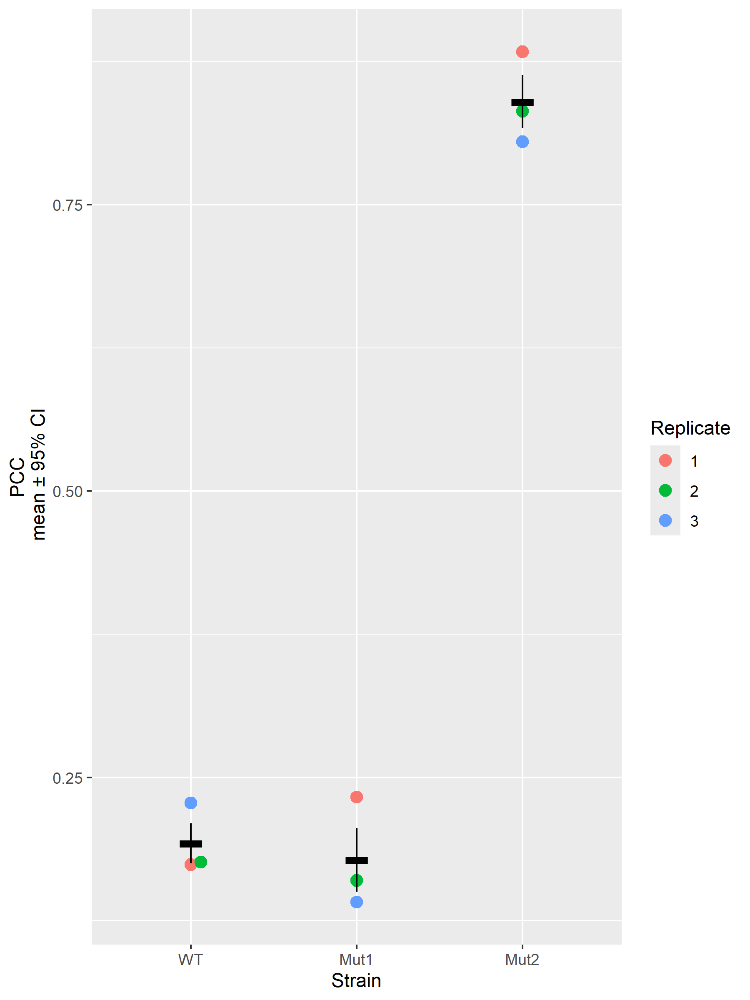 PCC
mean ± 95% CI
0.75
0.50
0.25
WT
Mut1
Mut2
Strain
Replicate
1
2
3